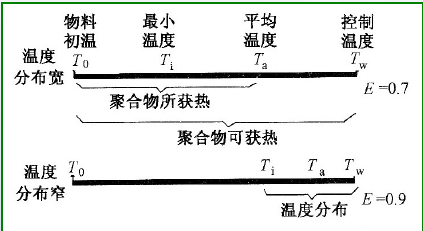 物料初温 最小温度 平均温度 控制温度
温度分布宽 T₀ Tᵢ Tₐ T_w
E=0.7
聚合物所获热
聚合物可获热
温度分布窄 T₀ Tᵢ Tₐ T_w
E=0.9
温度分布